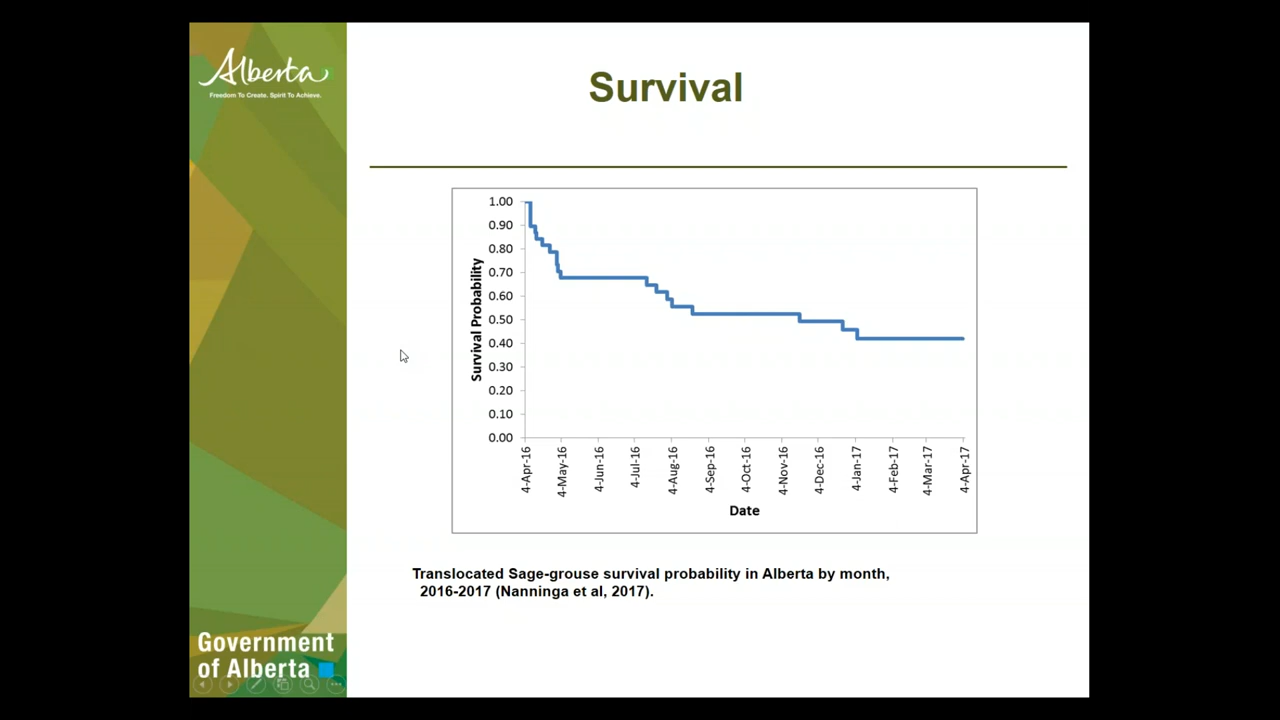 Alberta
Freedom To Create. Spirit To Achieve.
Survival
1.00
0.90
0.80
0.70
0.60
0.50
0.40
0.30
0.20
0.10
0.00
Survival Probability
4-Apr-16
4-May-16
4-Jun-16
4-Jul-16
4-Aug-16
4-Sep-16
4-Oct-16
4-Nov-16
4-Dec-16
4-Jan-17
4-Feb-17
4-Mar-17
4-Apr-17
Date
Translocated Sage-grouse survival probability in Alberta by month,
2016-2017 (Nanninga et al, 2017).
Government
of Alberta